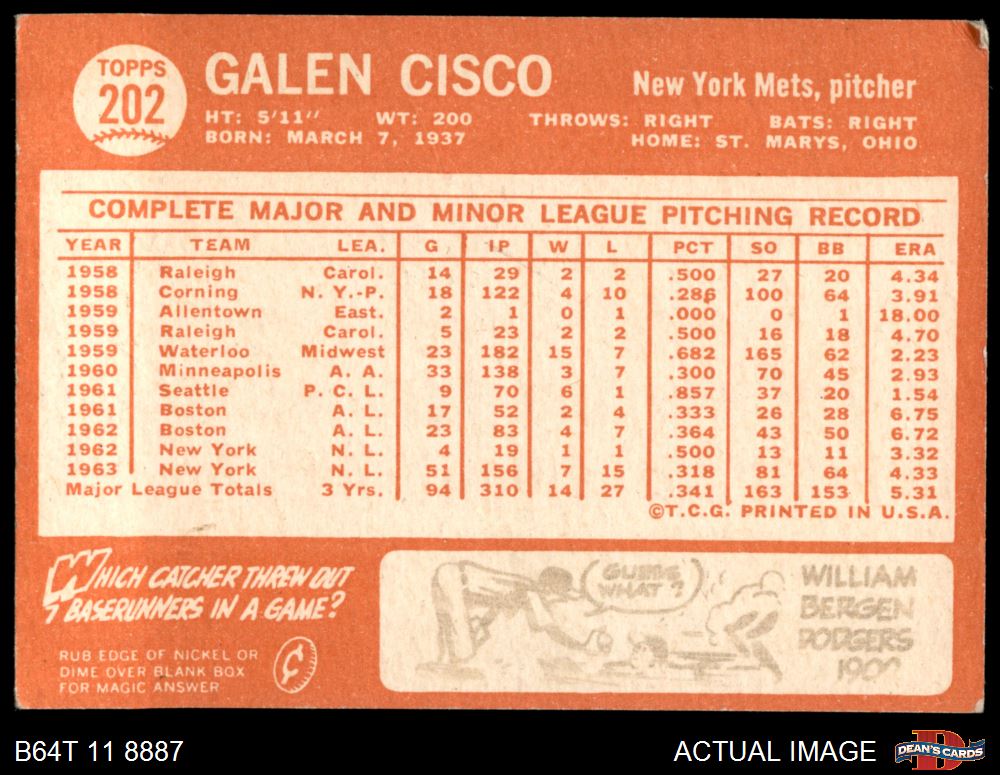 TOPPS
202
GALEN CISCO
New York Mets, pitcher
HT: 5'11" WT: 200 THROWS: RIGHT BATS: RIGHT
BORN: MARCH 7, 1937 HOME: ST. MARYS, OHIO
COMPLETE MAJOR AND MINOR LEAGUE PITCHING RECORD
YEAR TEAM LEA. G IP W L PCT SO BB ERA
1958 Raleigh Carol. 14 29 2 2 .500 27 20 4.34
1958 Corning N. Y.-P. 18 122 4 10 .286 100 64 3.91
1959 Allentown East. 2 1 0 1 .000 0 1 18.00
1959 Raleigh Carol. 5 23 2 2 .500 16 18 4.70
1959 Waterloo Midwest 23 182 15 7 .682 165 62 2.23
1960 Minneapolis A. A. 33 138 3 7 .300 70 45 2.93
1961 Seattle P. C. L. 9 70 6 1 .857 37 20 1.54
1961 Boston A. L. 17 52 2 4 .333 26 28 6.75
1962 Boston A. L. 23 83 4 7 .364 43 50 6.72
1962 New York N. L. 4 19 1 1 .500 13 11 3.32
1963 New York N. L. 51 156 7 15 .318 81 64 4.33
Major League Totals 3 Yrs. 94 310 14 27 .341 163 153 5.31
©T.C.G. PRINTED IN U.S.A.
WHICH CATCHER THREW OUT
7 BASERUNNERS IN A GAME?
RUB EDGE OF NICKEL OR
DIME OVER BLANK BOX
FOR MAGIC ANSWER
¢
GUESS
WHAT?
WILLIAM
BERGEN
DODGERS
1900
B64T 11 8887
ACTUAL IMAGE
DEAN'S CARDS